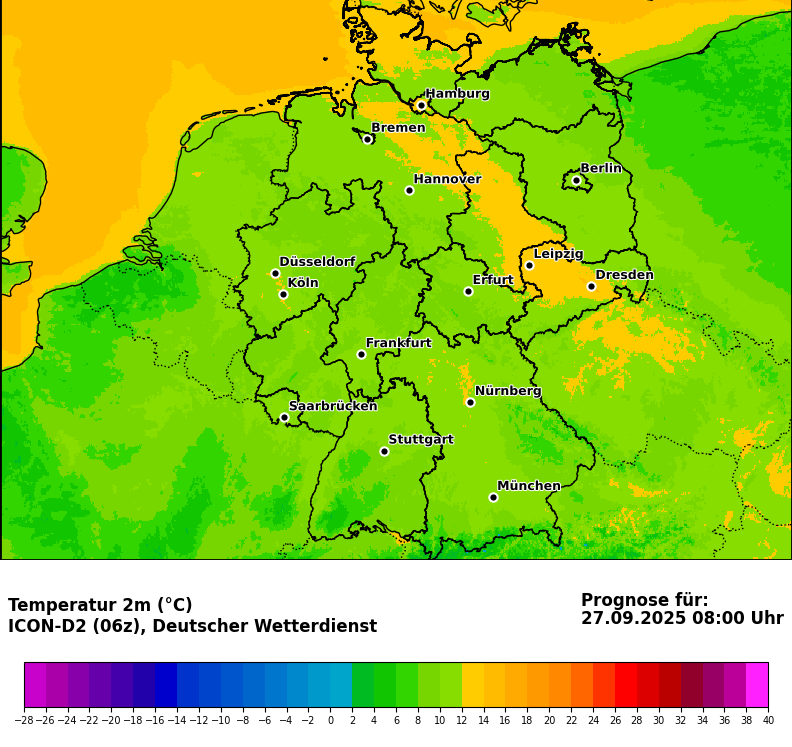 Hamburg
Bremen
Berlin
Hannover
Leipzig
Düsseldorf
Dresden
Köln
Erfurt
Frankfurt
Nürnberg
Saarbrücken
Stuttgart
München
Temperatur 2m (°C)
ICON-D2 (06z), Deutscher Wetterdienst
Prognose für:
27.09.2025 08:00 Uhr
−28 −26 −24 −22 −20 −18 −16 −14 −12 −10 −8 −6 −4 −2 0 2 4 6 8 10 12 14 16 18 20 22 24 26 28 30 32 34 36 38 40